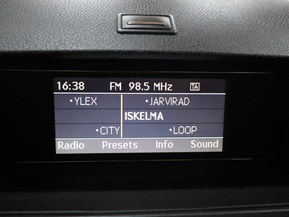 16:38 FM 98.5 MHz TA
•YLEX •JARVIRAD
ISKELMA
•CITY •LOOP
Radio Presets Info Sound